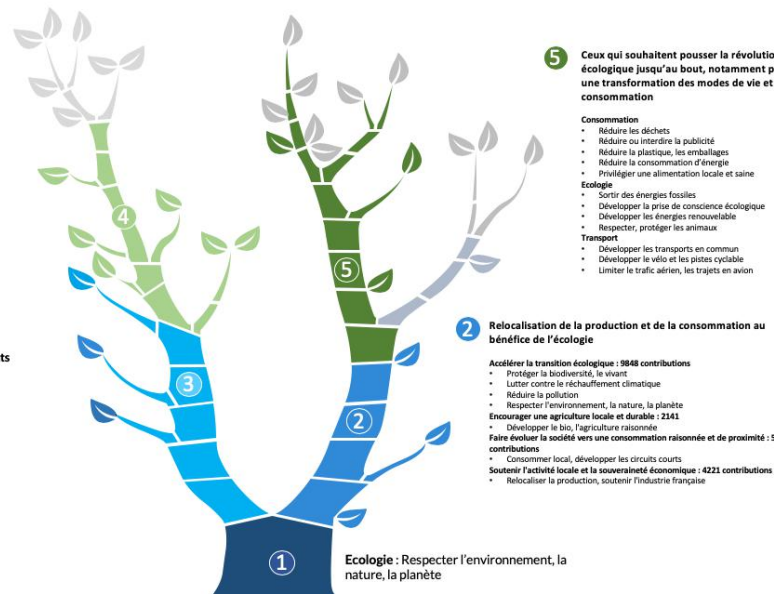 5
Ceux qui souhaitent pousser la révolution
écologique jusqu'au bout, notamment
une transformation des modes de vie et
consommation
Consommation
• Réduire les déchets
• Réduire ou interdire la publicité
• Réduire la plastique, les emballages
• Réduire la consommation d'énergie
• Privilégier une alimentation locale et saine
Ecologie
• Sortir des énergies fossiles
• Développer la prise de conscience écologique
• Développer les énergies renouvelable
• Respecter, protéger les animaux
Transport
• Développer les transports en commun
• Développer le vélo et les pistes cyclable
• Limiter le trafic aérien, les trajets en avion
4
5
2
Relocalisation de la production et de la consommation au
bénéfice de l'écologie
Accélérer la transition écologique : 9848 contributions
• Protéger la biodiversité, le vivant
• Lutter contre le réchauffement climatique
• Réduire la pollution
• Respecter l'environnement, la nature, la planète
Encourager une agriculture locale et durable : 2141
• Développer le bio, l'agriculture raisonnée
Faire évoluer la société vers une consommation raisonnée et de proximité :
contributions
• Consommer local, développer les circuits courts
Soutenir l'activité locale et la souveraineté économique : 4221 contributions
• Relocaliser la production, soutenir l'industrie française
ts
3
2
1
Ecologie : Respecter l'environnement, la
nature, la planète